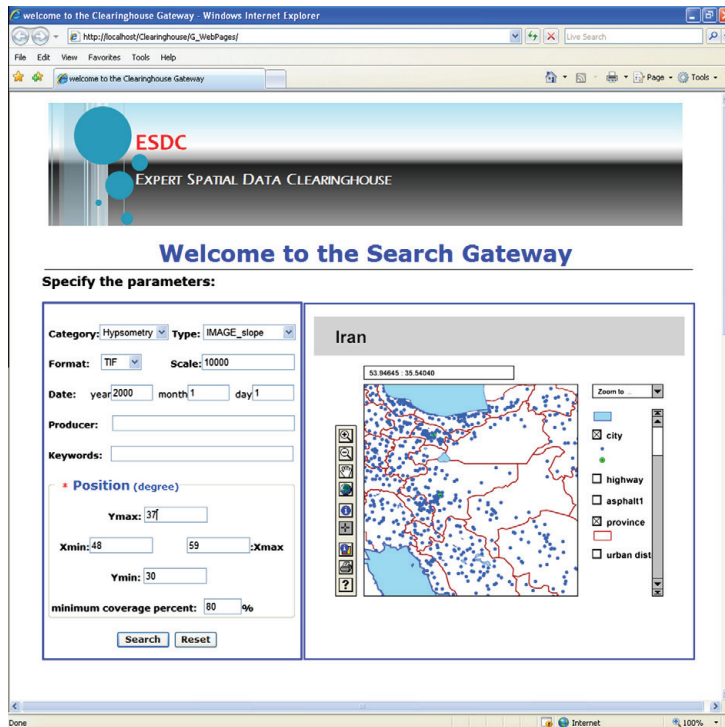 welcome to the Clearinghouse Gateway - Windows Internet Explorer
http://localhost/Clearinghouse/G_WebPages/
Live Search
File Edit View Favorites Tools Help
welcome to the Clearinghouse Gateway
Page Tools
ESDC
EXPERT SPATIAL DATA CLEARINGHOUSE
Welcome to the Search Gateway
Specify the parameters:
Category: Hypsometry Type: IMAGE_slope
Format: TIF Scale: 10000
Date: year 2000 month 1 day 1
Producer:
Keywords:
* Position (degree)
Ymax: 37
Xmin: 48 59 :Xmax
Ymin: 30
minimum coverage percent: 80 %
Search Reset
Iran
53.94645 : 35.54040
Zoom to ...
city
highway
asphalt1
province
urban dist
?
Done Internet 100%